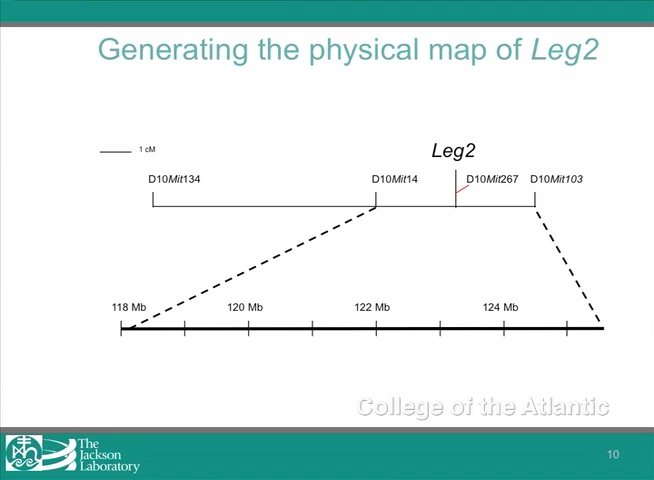 Generating the physical map of Leg2
Leg2
1 cM
D10Mit134 D10Mit14 D10Mit267 D10Mit103
118 Mb 120 Mb 122 Mb 124 Mb
College of the Atlantic
The
Jackson
Laboratory
10